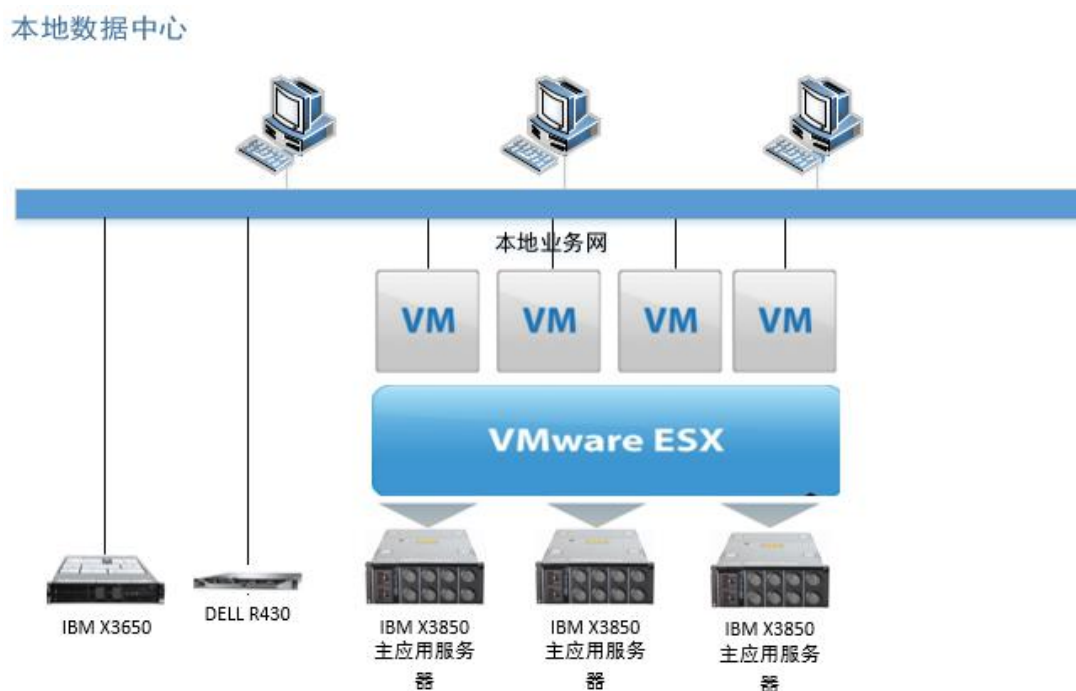 本地数据中心
本地业务网
VM VM VM VM
VMware ESX
IBM X3650
DELL R430
IBM X3850
主应用服务
器
IBM X3850
主应用服务
器
IBM X3850
主应用服务
器